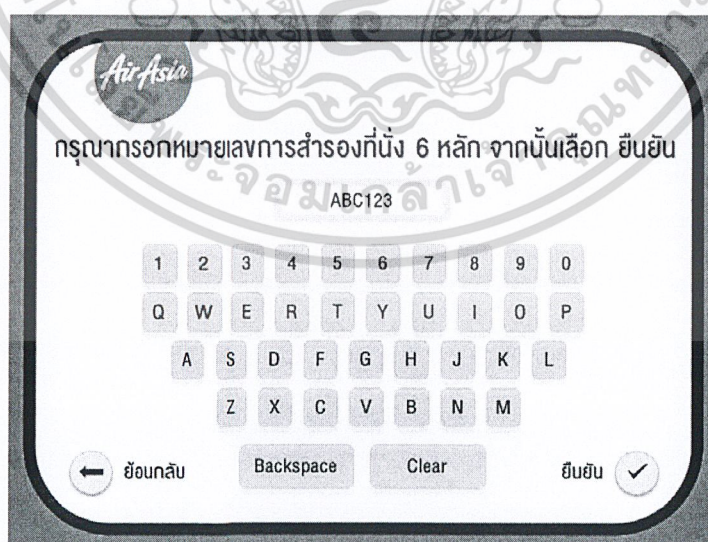 AirAsia
กรุณากรอกหมายเลขการสำรองที่นั่ง 6 หลัก จากนั้นเลือก ยืนยัน
ABC123
1 2 3 4 5 6 7 8 9 0
Q W E R T Y U I O P
A S D F G H J K L
Z X C V B N M
ย้อนกลับ Backspace Clear ยืนยัน